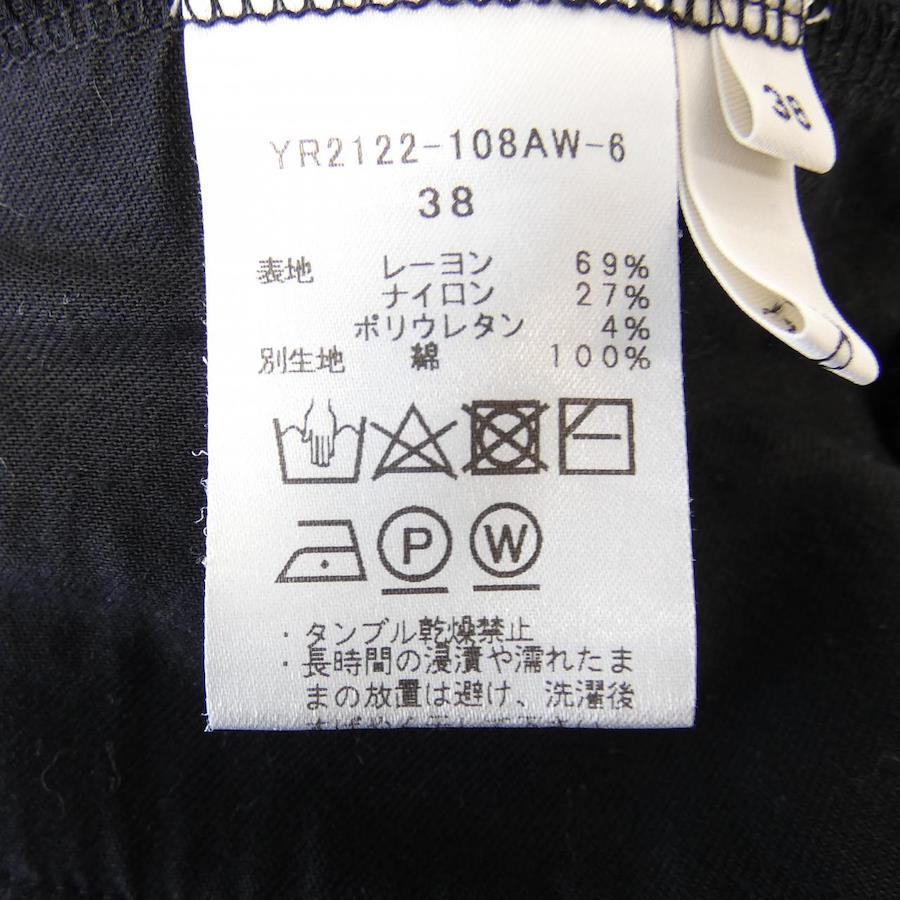 YR2122-108AW-6
38
表地 レーヨン 69%
ナイロン 27%
ポリウレタン 4%
別生地 綿 100%
P W
・タンブル乾燥禁止
・長時間の浸漬や濡れたま
まの放置は避け、洗濯後
38